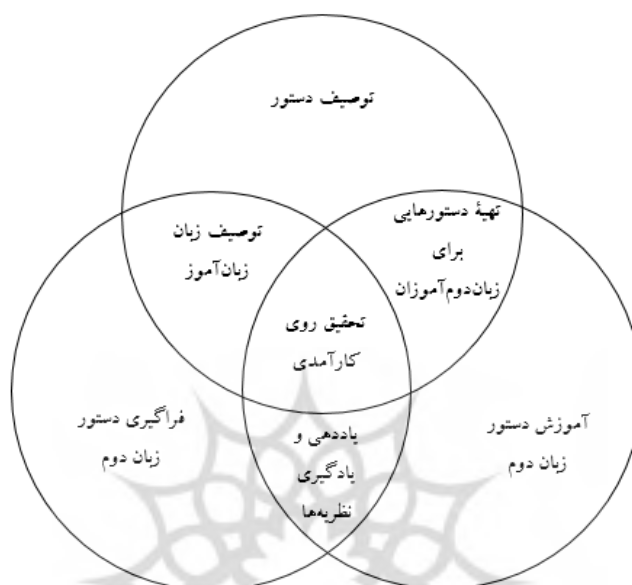 توصیف دستور
تهیهٔ دستورهایی
برای
زبان‌دوم‌آموزان
توصیف زبان
زبان‌آموز
تحقیق روی
کارآمدی
آموزش دستور
زبان دوم
یاددهی و
یادگیری
نظریه‌ها
فراگیری دستور
زبان دوم